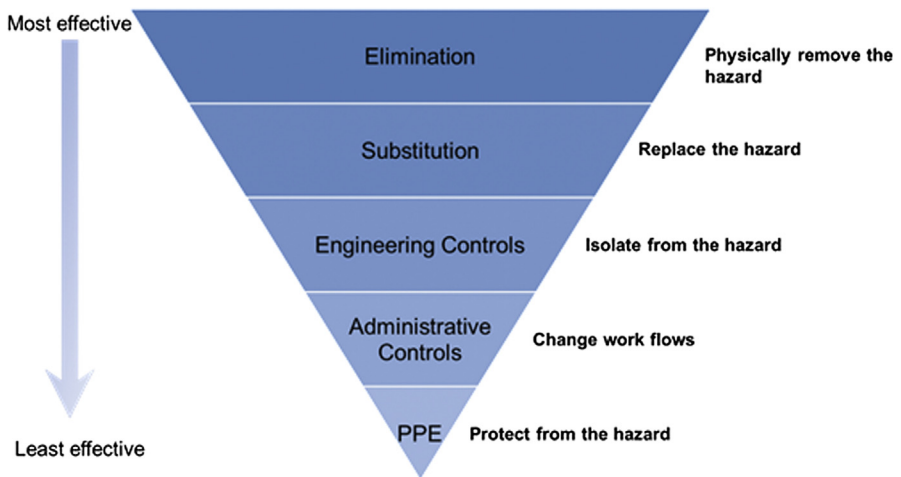 Most effective
Elimination
Physically remove the
hazard
Substitution
Replace the hazard
Engineering Controls
Isolate from the hazard
Administrative
Controls
Change work flows
PPE
Protect from the hazard
Least effective